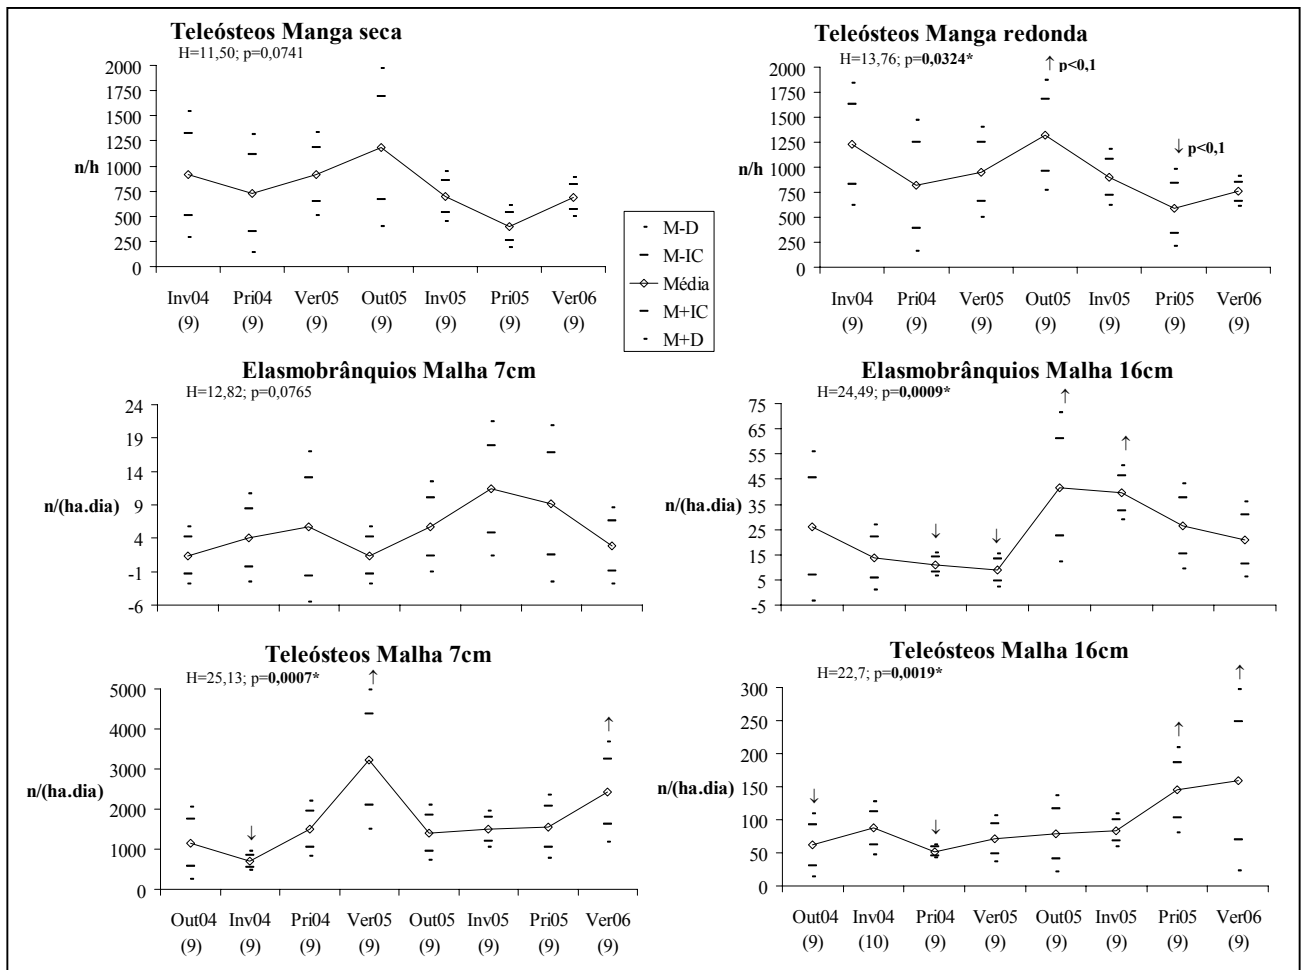 Teleósteos Manga seca
H=11,50; p=0,0741
2000
1750
1500
1250
n/h
1000
750
500
250
0
Inv04 Pri04 Ver05 Out05 Inv05 Pri05 Ver06
(9) (9) (9) (9) (9) (9) (9)
Teleósteos Manga redonda
H=13,76; p=0,0324*
↑ p<0,1
↓ p<0,1
2000
1750
1500
1250
n/h
1000
750
500
250
0
Inv04 Pri04 Ver05 Out05 Inv05 Pri05 Ver06
(9) (9) (9) (9) (9) (9) (9)
M-D
M-IC
Média
M+IC
M+D
Elasmobrânquios Malha 7cm
H=12,82; p=0,0765
24
19
14
n/(ha.dia)
9
4
-1
-6
Elasmobrânquios Malha 16cm
H=24,49; p=0,0009*
↑
↑
↓ ↓
75
65
55
45
n/(ha.dia)
35
25
15
5
-5
Teleósteos Malha 7cm
H=25,13; p=0,0007*
↑
↑
↓
5000
4000
3000
n/(ha.dia)
2000
1000
0
Out04 Inv04 Pri04 Ver05 Out05 Inv05 Pri05 Ver06
(9) (9) (9) (9) (9) (9) (9) (9)
Teleósteos Malha 16cm
H=22,7; p=0,0019*
↑
↑
↓
↓
300
250
200
n/(ha.dia)
150
100
50
0
Out04 Inv04 Pri04 Ver05 Out05 Inv05 Pri05 Ver06
(9) (10) (9) (9) (9) (9) (9) (9)